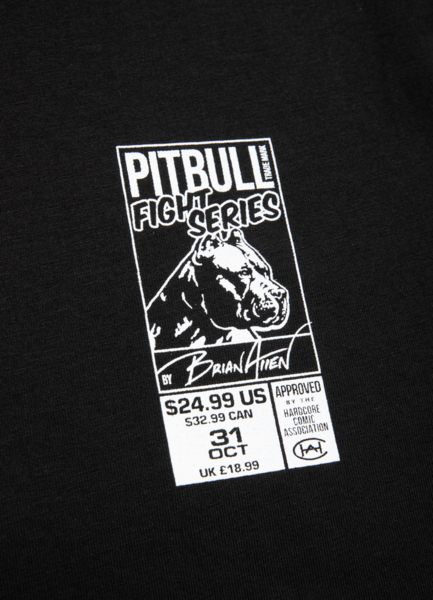 PITBULL
TRADE MARK
FIGHT
SERIES
BY BRIAN ALLEN
$24.99 US
$32.99 CAN
31
OCT
UK £18.99
APPROVED
BY THE
HARDCORE
COMIC
ASSOCIATION